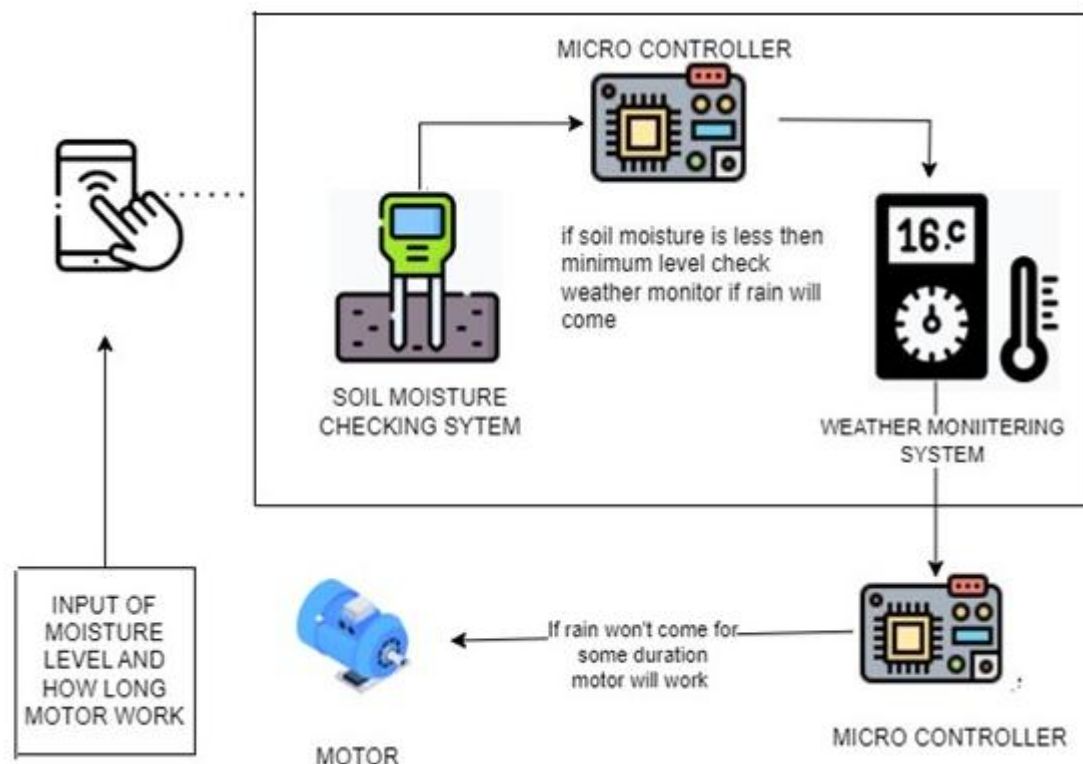 MICRO CONTROLLER
if soil moisture is less then
minimum level check
weather monitor if rain will
come
16.c
SOIL MOISTURE
CHECKING SYTEM
WEATHER MONIITERING
SYSTEM
INPUT OF
MOISTURE
LEVEL AND
HOW LONG
MOTOR WORK
If rain won't come for
some duration
motor will work
MOTOR
MICRO CONTROLLER